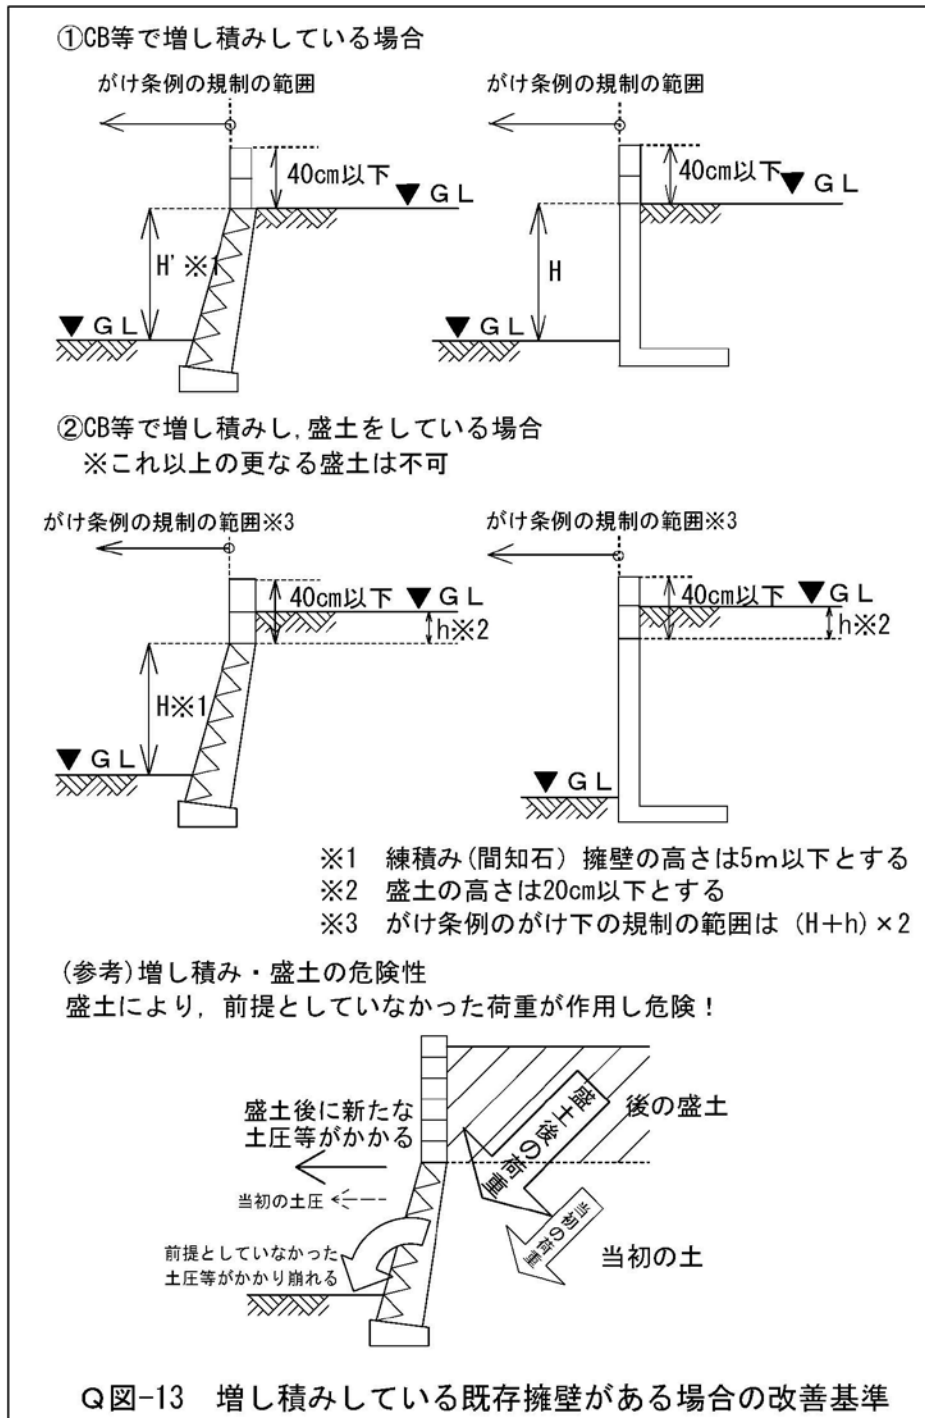 ①CB等で増し積みしている場合
がけ条例の規制の範囲
がけ条例の規制の範囲
40cm以下
GL
H' ※1
GL
40cm以下
GL
H
GL
②CB等で増し積みし,盛土をしている場合
※これ以上の更なる盛土は不可
がけ条例の規制の範囲※3
がけ条例の規制の範囲※3
40cm以下
GL
h※2
H※1
GL
40cm以下
GL
h※2
GL
※1 練積み(間知石)擁壁の高さは5m以下とする
※2 盛土の高さは20cm以下とする
※3 がけ条例のがけ下の規制の範囲は (H+h)×2
(参考)増し積み・盛土の危険性
盛土により,前提としていなかった荷重が作用し危険!
盛土後に新たな
土圧等がかかる
盛土後の荷重
後の盛土
当初の土圧
当初の荷重
当初の土
前提としていなかった
土圧等がかかり崩れる
Q図-13 増し積みしている既存擁壁がある場合の改善基準